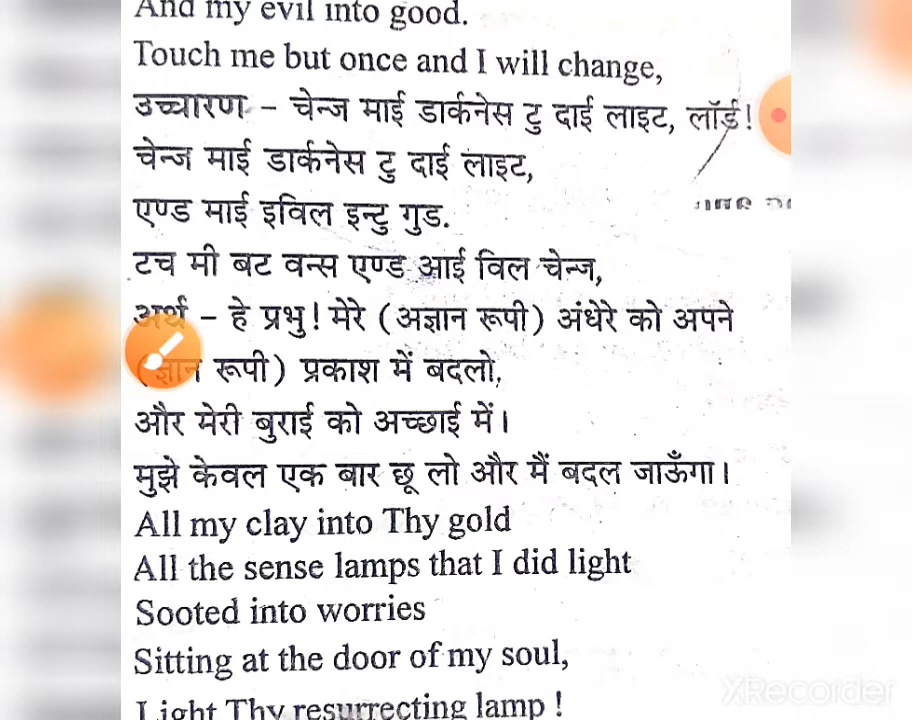 And my evil into good.
Touch me but once and I will change,
उच्चारण – चेन्ज माई डार्कनेस टु दाई लाइट, लॉर्ड!
चेन्ज माई डार्कनेस टु दाई लाइट,
एण्ड माई इविल इन्टु गुड.
टच मी बट वन्स एण्ड आई विल चेन्ज,
अर्थ – हे प्रभु! मेरे (अज्ञान रूपी) अंधेरे को अपने
(ज्ञान रूपी) प्रकाश में बदलो,
और मेरी बुराई को अच्छाई में।
मुझे केवल एक बार छू लो और मैं बदल जाऊँगा।
All my clay into Thy gold
All the sense lamps that I did light
Sooted into worries
Sitting at the door of my soul,
Light Thy resurrecting lamp !
XRecorder